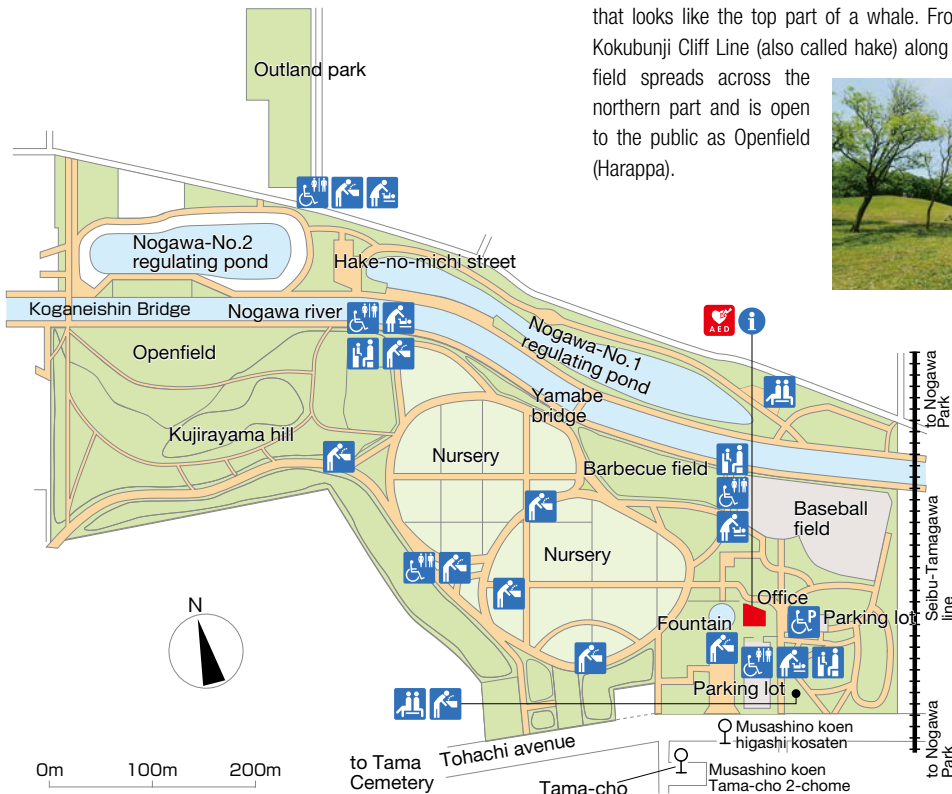 that looks like the top part of a whale. Fro
Kokubunji Cliff Line (also called hake) along
field spreads across the
northern part and is open
to the public as Openfield
(Harappa).
Outland park
Nogawa-No.2
regulating pond
Hake-no-michi street
Koganeishin Bridge
Nogawa river
AED
i
Nogawa-No.1
regulating pond
Openfield
Yamabe
bridge
to Nogawa
Park
Kujirayama hill
Nursery
Barbecue field
Baseball
field
Nursery
Seibu-Tamagawa
line
N
Office
Fountain
P
Parking lot
Parking lot
to Nogawa
Park
Musashino koen
higashi kosaten
0m
100m
200m
to Tama
Cemetery
Tohachi avenue
Tama-cho
Musashino koen
Tama-cho 2-chome